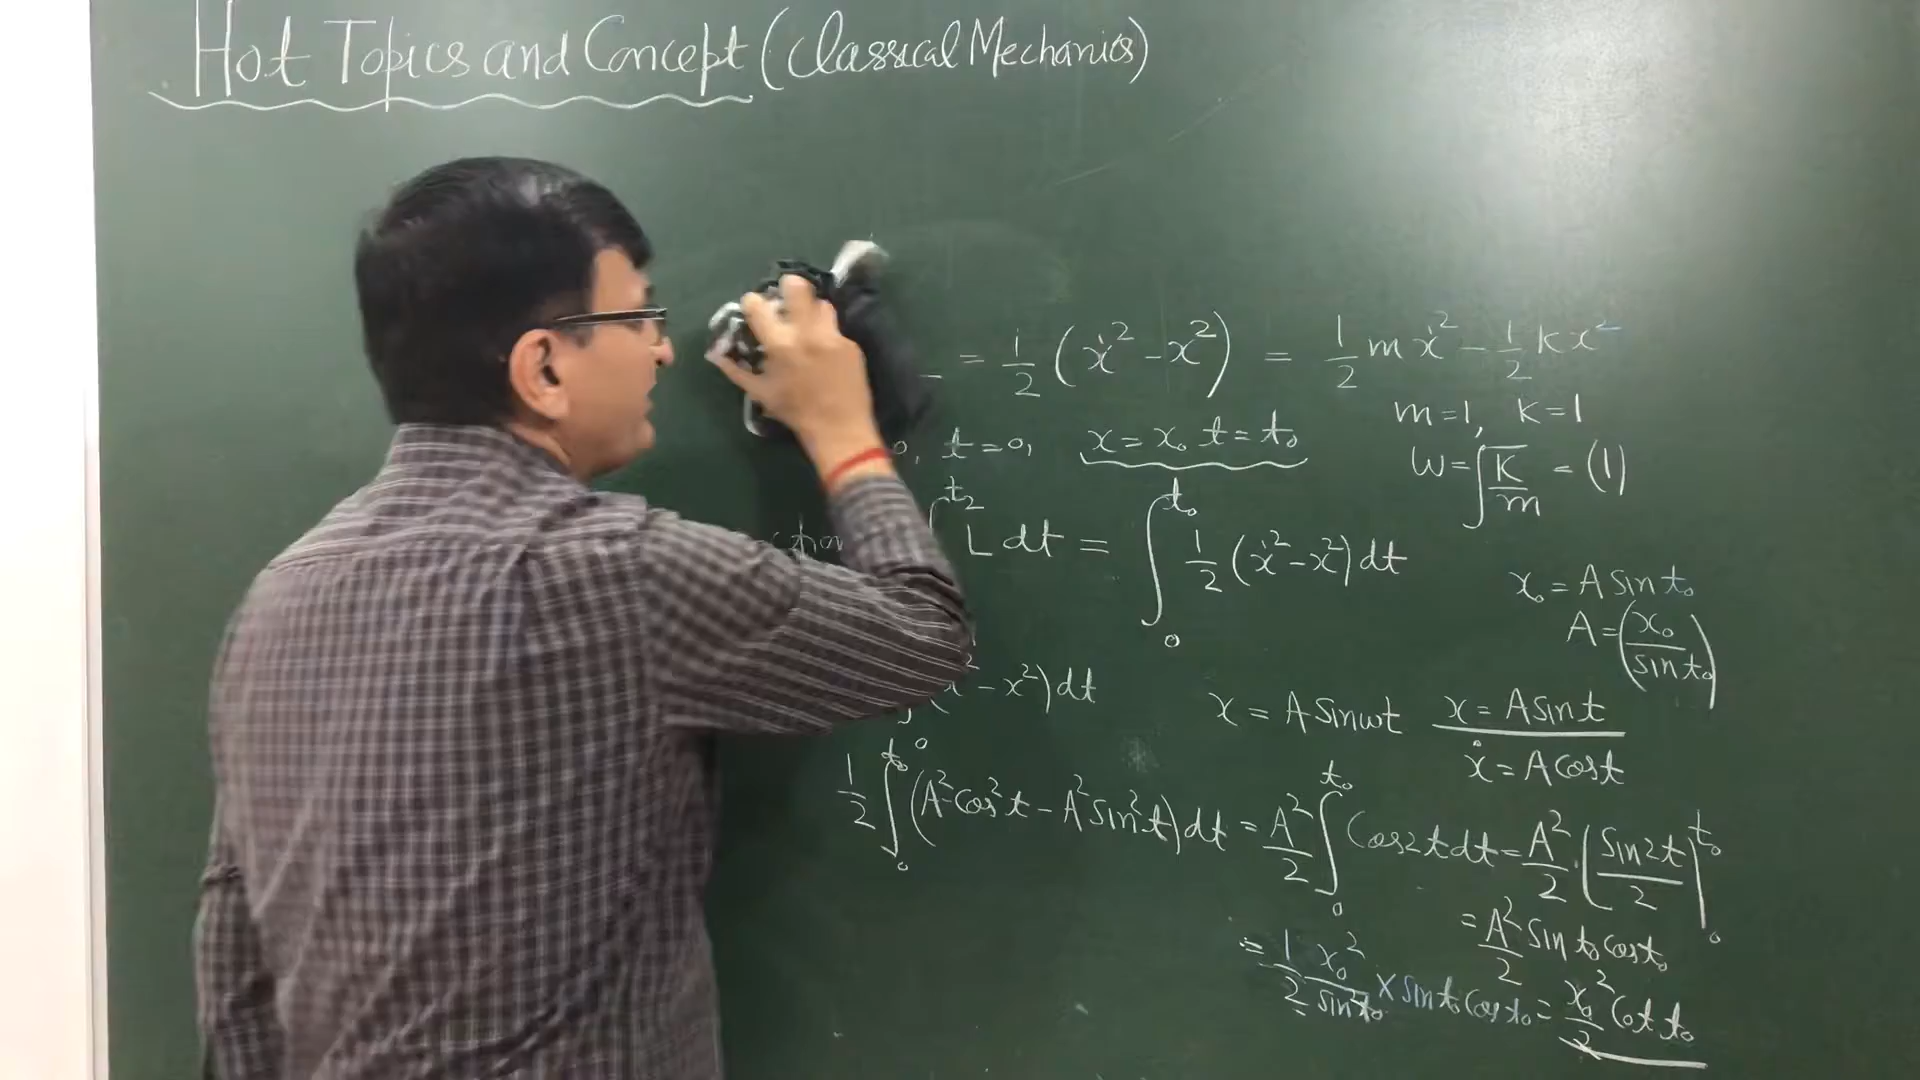 Hot Topics and Concept (Classical Mechanics)
= 1/2 (ẋ² - x²) = 1/2 m ẋ² - 1/2 k x²
m=1, k=1
0, t=0, x = x₀ t = t₀
ω = √(K/m) = (1)
∫^t₂ L dt = ∫₀^t₀ 1/2 (ẋ² - x²) dt
x₀ = A sin t₀
A = (x₀/sin t₀)
- x²) dt
x = A sin ωt x = A sin t
ẋ = A cos t
1/2 ∫₀^t₀ (A² cos² t - A² sin² t) dt = A²/2 ∫₀^t₀ Cos 2t dt = A²/2 · (sin 2t/2)₀^t₀
= A²/2 sin t₀ cos t₀
= 1/2 x₀²/sin² t₀ × sin t₀ cos t₀ = x₀²/2 Cot t₀